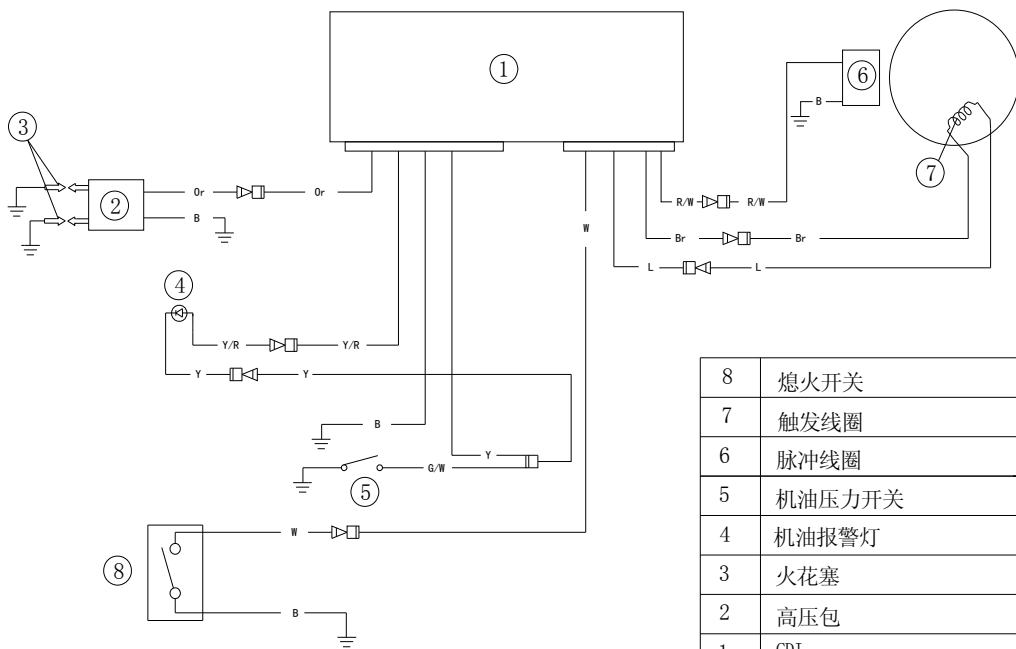 ①
⑥
B
③
⑦
Or
Or
②
R/W
R/W
B
W
Br
Br
④
L
L
Y/R
Y/R
Y
Y
B
Y
G/W
⑤
W
⑧
B
8 熄火开关
7 触发线圈
6 脉冲线圈
5 机油压力开关
4 机油报警灯
3 火花塞
2 高压包
1 CDI